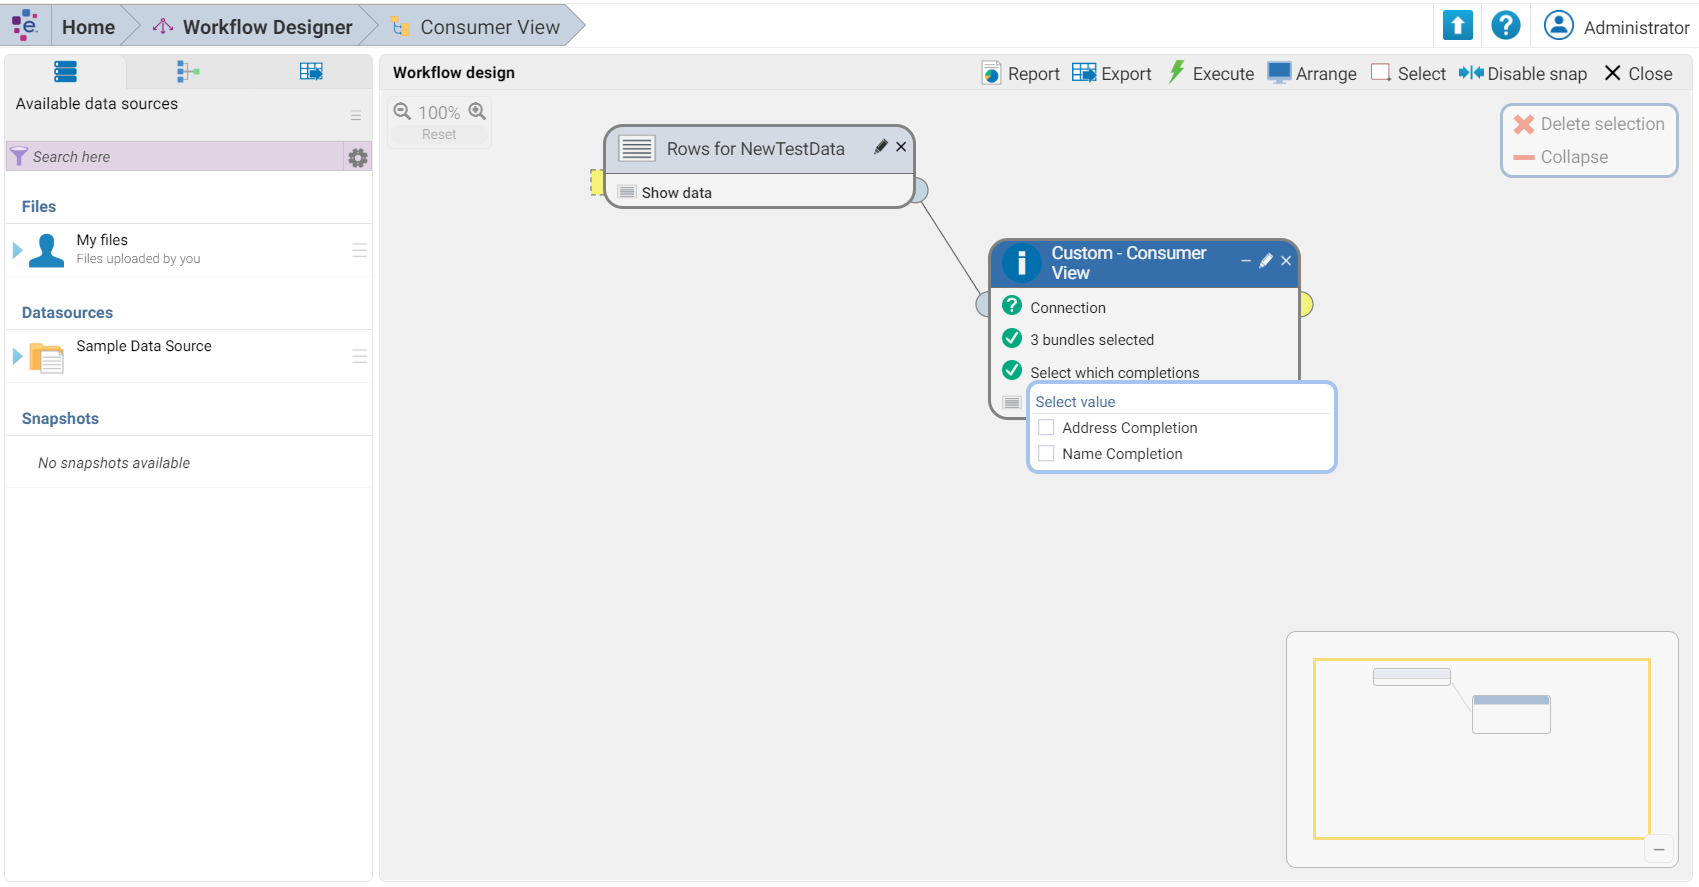 Home
Workflow Designer
Consumer View
Administrator
Available data sources
Search here
Files
My files
Files uploaded by you
Datasources
Sample Data Source
Snapshots
No snapshots available
Workflow design
Report
Export
Execute
Arrange
Select
Disable snap
Close
100%
Reset
Delete selection
Collapse
Rows for NewTestData
Show data
Custom - Consumer
View
Connection
3 bundles selected
Select which completions
Select value
Address Completion
Name Completion